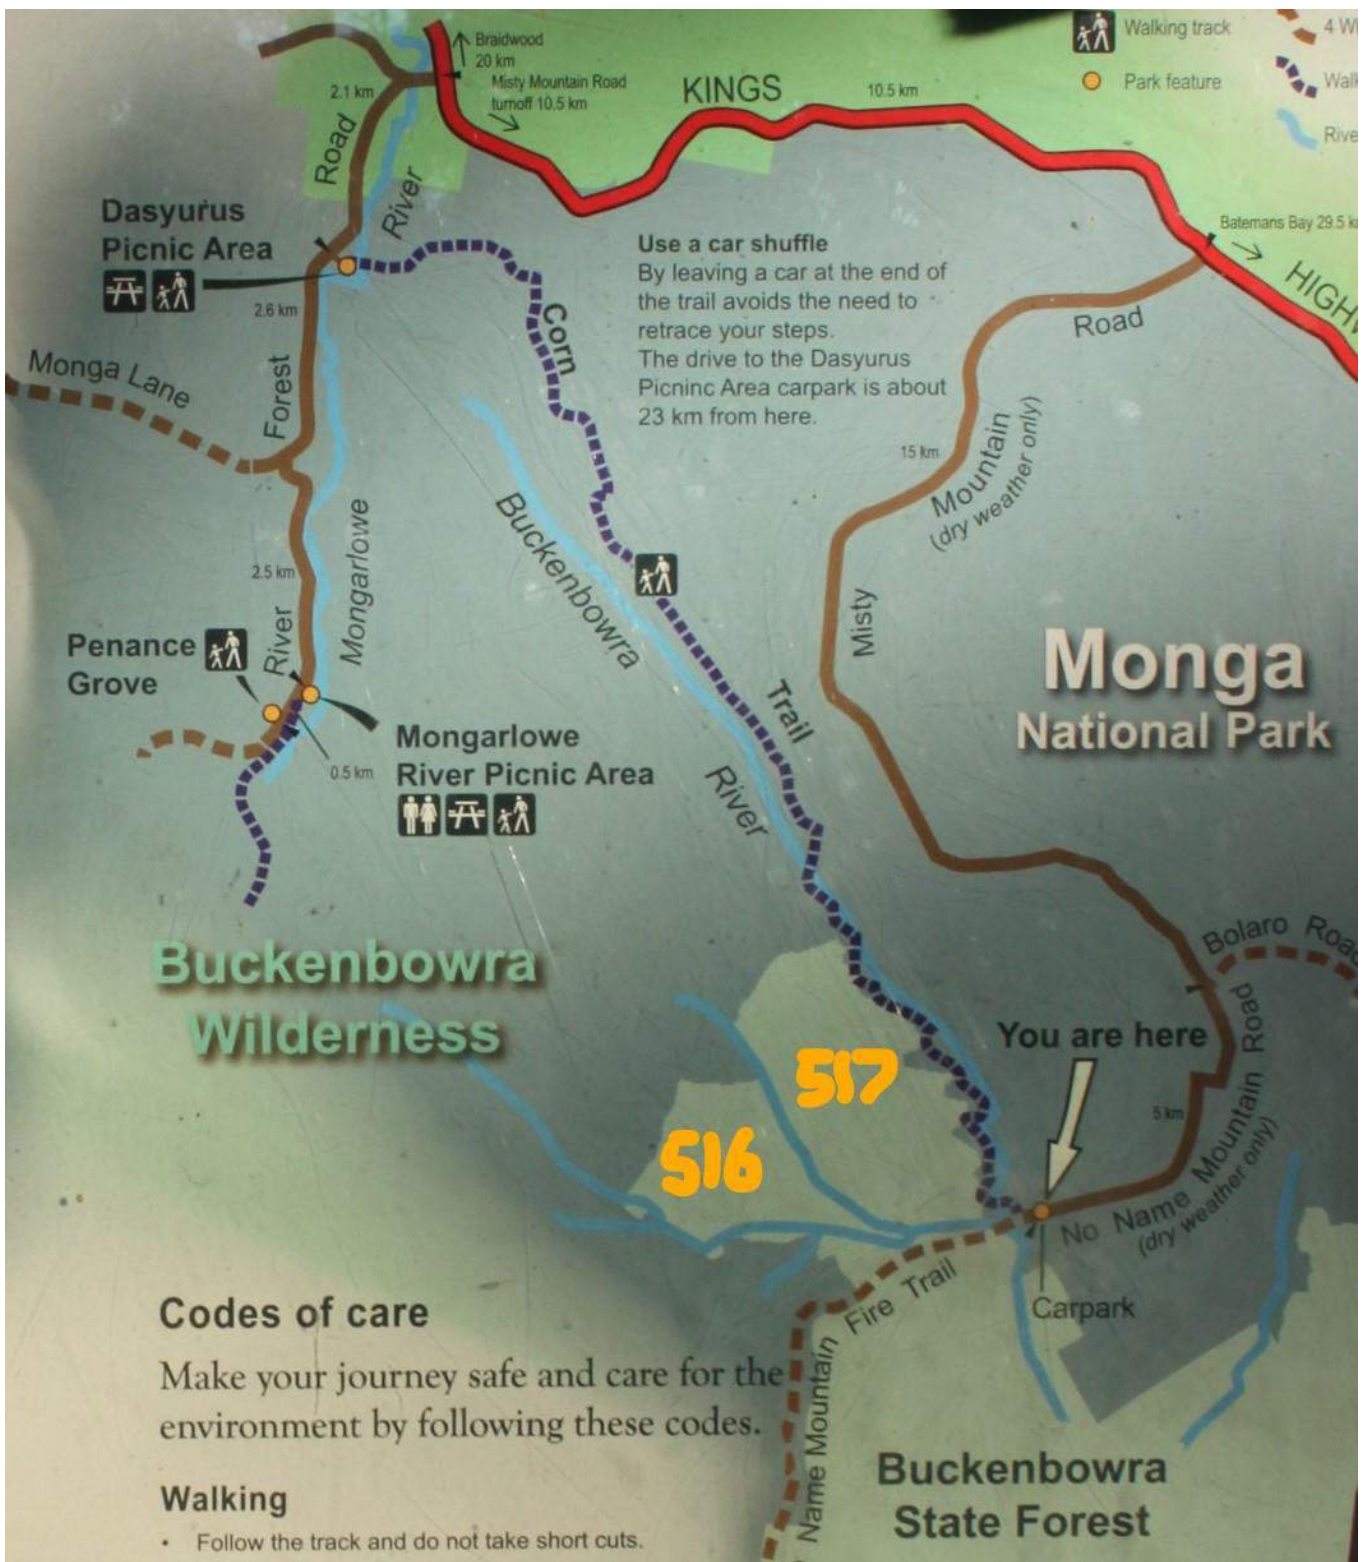 Braidwood
20 km
Misty Mountain Road
turnoff 10.5 km
KINGS
10.5 km
Walking track
Park feature
4 W
Walk
Rive
2.1 km
Road
River
Dasyurus
Picnic Area
2.6 km
Monga Lane
Forest
Corn
Use a car shuffle
By leaving a car at the end of
the trail avoids the need to
retrace your steps.
The drive to the Dasyurus
Picninc Area carpark is about
23 km from here.
Batemans Bay 29.5 k
HIGHW
Road
Mountain
(dry weather only)
15 km
Misty
Buckenbowra
Mongarlowe
2.5 km
River
Penance
Grove
Mongarlowe
River Picnic Area
0.5 km
Trail
River
Monga
National Park
Buckenbowra
Wilderness
Bolaro Road
You are here
517
516
5 km
No Name Mountain Road
(dry weather only)
Carpark
Fire Trail
Name Mountain
Codes of care
Make your journey safe and care for the
environment by following these codes.
Walking
• Follow the track and do not take short cuts.
Buckenbowra
State Forest